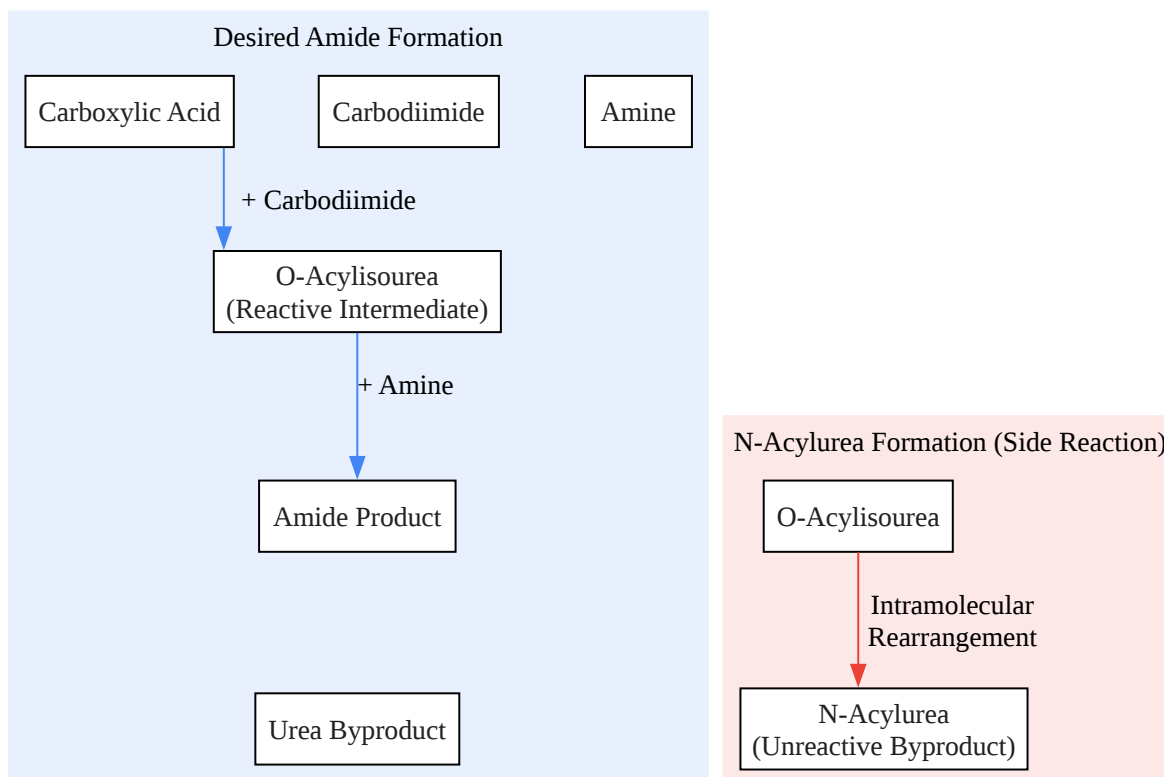 Desired Amide Formation
Carboxylic Acid
Carbodiimide
Amine
+ Carbodiimide
O-Acylisourea
(Reactive Intermediate)
+ Amine
Amide Product
Urea Byproduct
N-Acylurea Formation (Side Reaction)
O-Acylisourea
Intramolecular
Rearrangement
N-Acylurea
(Unreactive Byproduct)